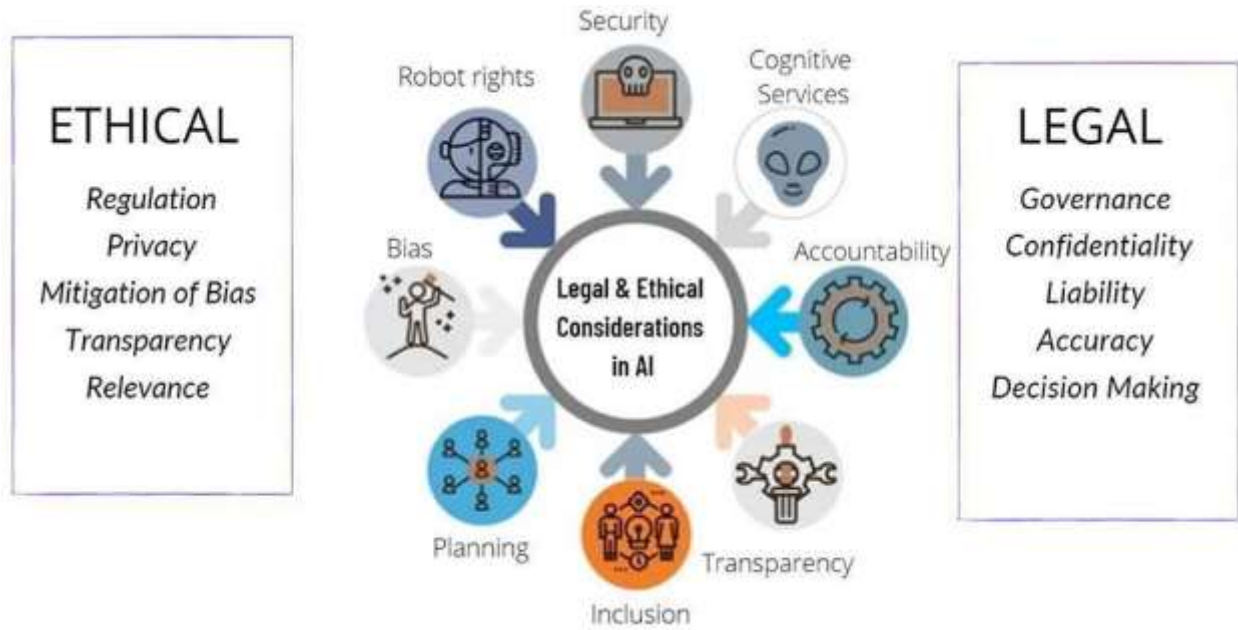 ETHICAL
Regulation
Privacy
Mitigation of Bias
Transparency
Relevance
Security
Robot rights
Cognitive
Services
Bias
Accountability
Legal & Ethical
Considerations
in AI
Planning
Transparency
Inclusion
LEGAL
Governance
Confidentiality
Liability
Accuracy
Decision Making